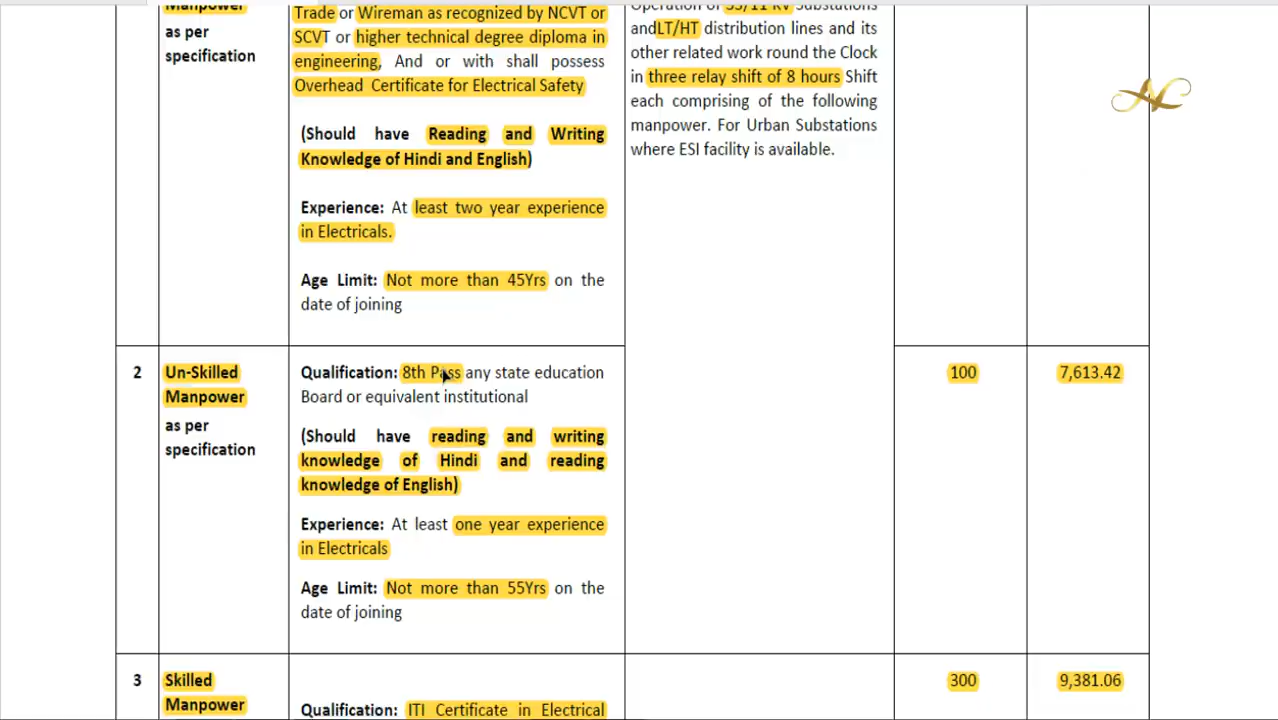 Manpower
as per
specification
Trade or Wireman as recognized by NCVT or
SCVT or higher technical degree diploma in
engineering, And or with shall possess
Overhead Certificate for Electrical Safety
(Should have Reading and Writing
Knowledge of Hindi and English)
Experience: At least two year experience
in Electricals.
Age Limit: Not more than 45Yrs on the
date of joining
Operation of 33/11 KV Substations
andLT/HT distribution lines and its
other related work round the Clock
in three relay shift of 8 hours Shift
each comprising of the following
manpower. For Urban Substations
where ESI facility is available.
2
Un-Skilled
Manpower
as per
specification
Qualification: 8th Pass any state education
Board or equivalent institutional
(Should have reading and writing
knowledge of Hindi and reading
knowledge of English)
Experience: At least one year experience
in Electricals
Age Limit: Not more than 55Yrs on the
date of joining
100
7,613.42
3
Skilled
Manpower
Qualification: ITI Certificate in Electrical
300
9,381.06